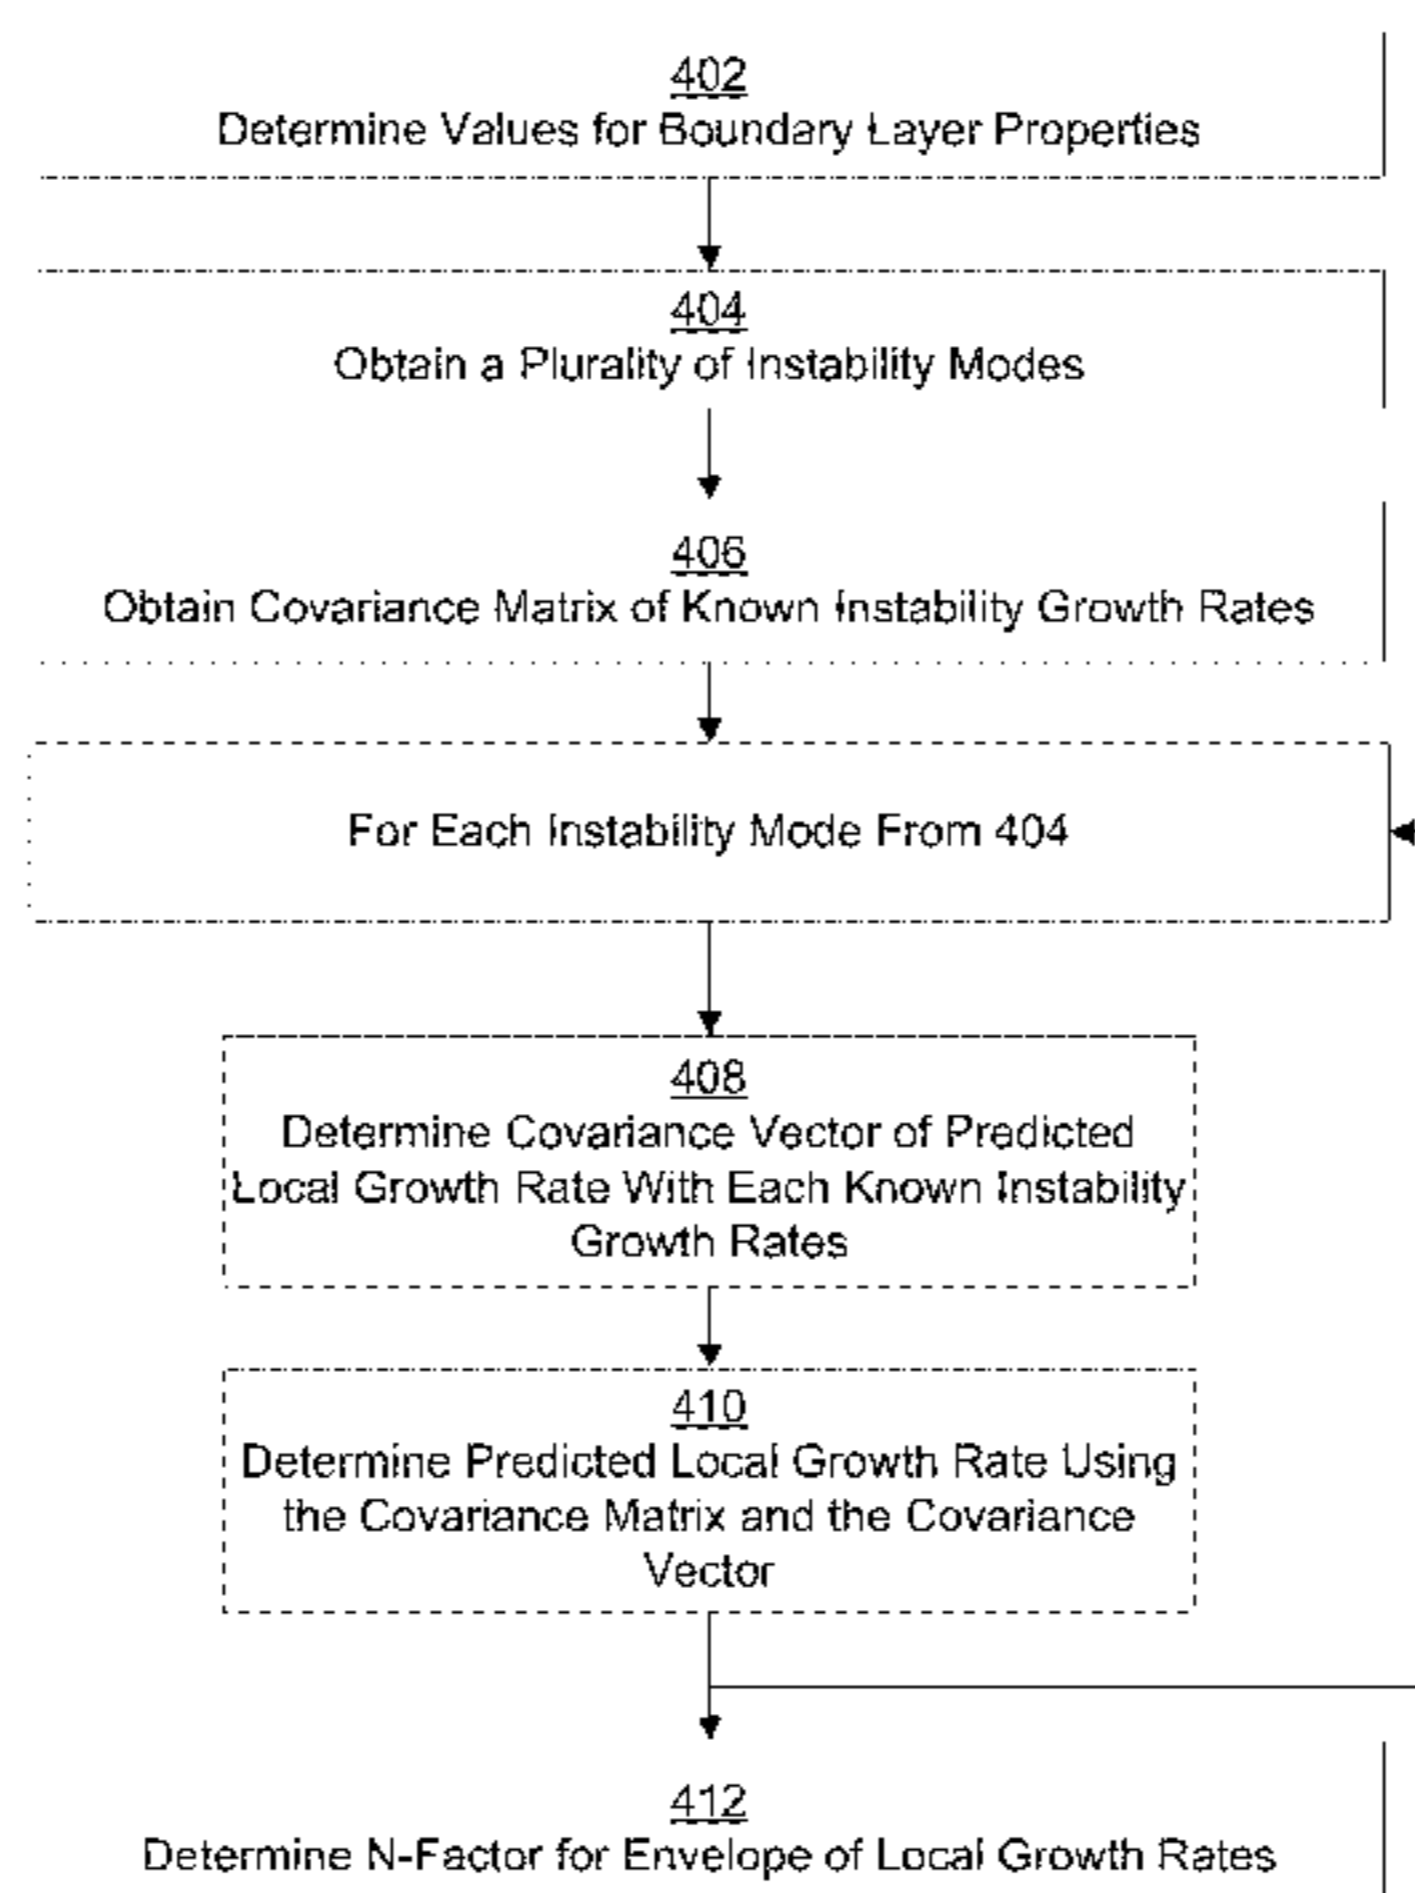 402
Determine Values for Boundary Layer Properties
404
Obtain a Plurality of Instability Modes
406
Obtain Covariance Matrix of Known Instability Growth Rates
For Each Instability Mode From 404
408
Determine Covariance Vector of Predicted
Local Growth Rate With Each Known Instability
Growth Rates
410
Determine Predicted Local Growth Rate Using
the Covariance Matrix and the Covariance
Vector
412
Determine N-Factor for Envelope of Local Growth Rates